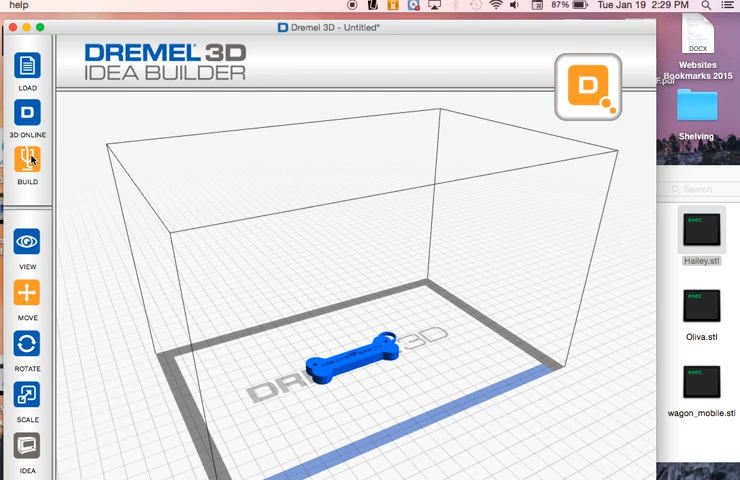 help
87%
Tue Jan 19 2:29 PM
Dremel 3D - Untitled*
DREMEL 3D
IDEA BUILDER
D
LOAD
D
3D ONLINE
BUILD
VIEW
MOVE
ROTATE
SCALE
IDEA
3D
DOCX
Websites
Bookmarks 2015
Shelving
Search
exec
Hailey.stl
exec
Oliva.stl
exec
wagon_mobile.stl